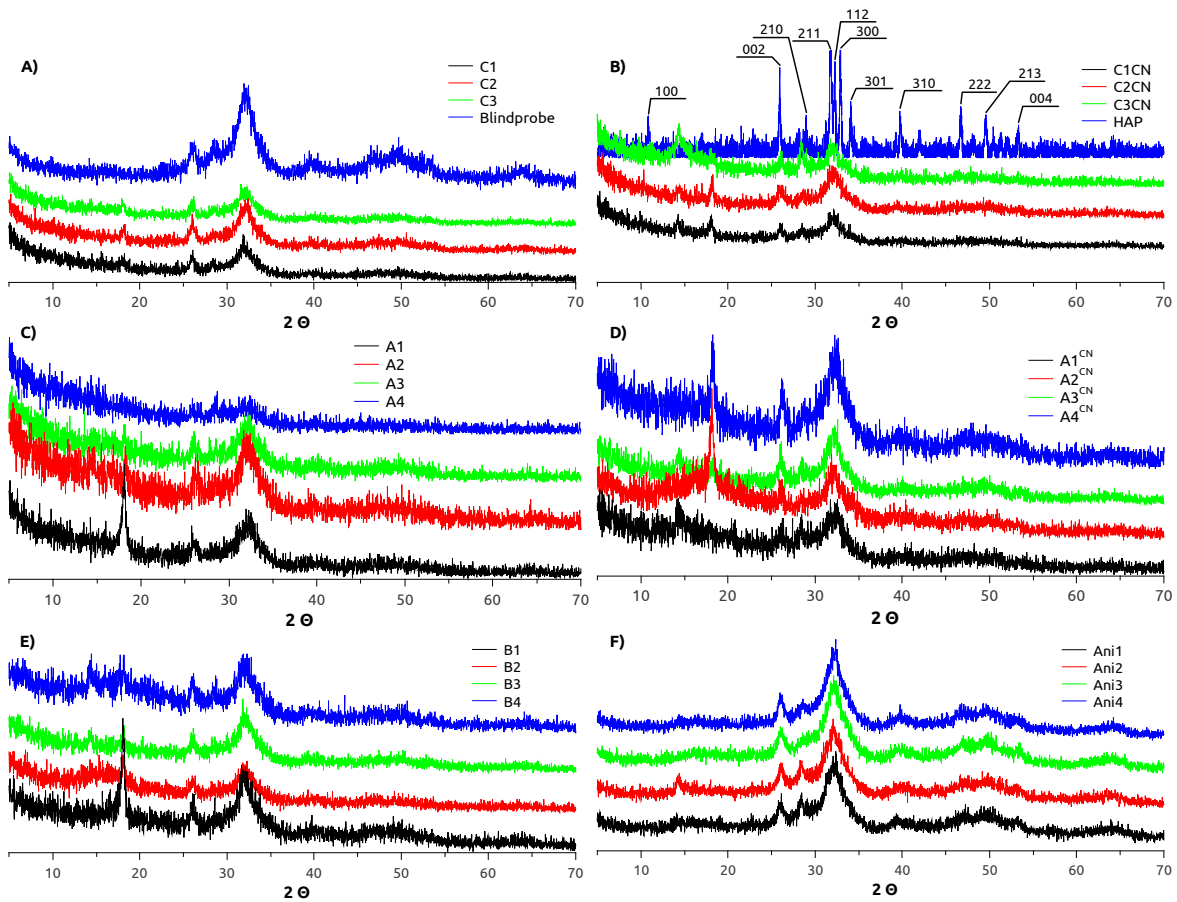 A)
C1
C2
C3
Blindprobe
10 20 30 40 50 60 70
2 Θ
B)
112
210 211 300
002
301 310 222 213
100 004
C1CN
C2CN
C3CN
HAP
10 20 30 40 50 60 70
2 Θ
C)
A1
A2
A3
A4
10 20 30 40 50 60 70
2 Θ
D)
A1CN
A2CN
A3CN
A4CN
10 20 30 40 50 60 70
2 Θ
E)
B1
B2
B3
B4
10 20 30 40 50 60 70
2 Θ
F)
Ani1
Ani2
Ani3
Ani4
10 20 30 40 50 60 70
2 Θ